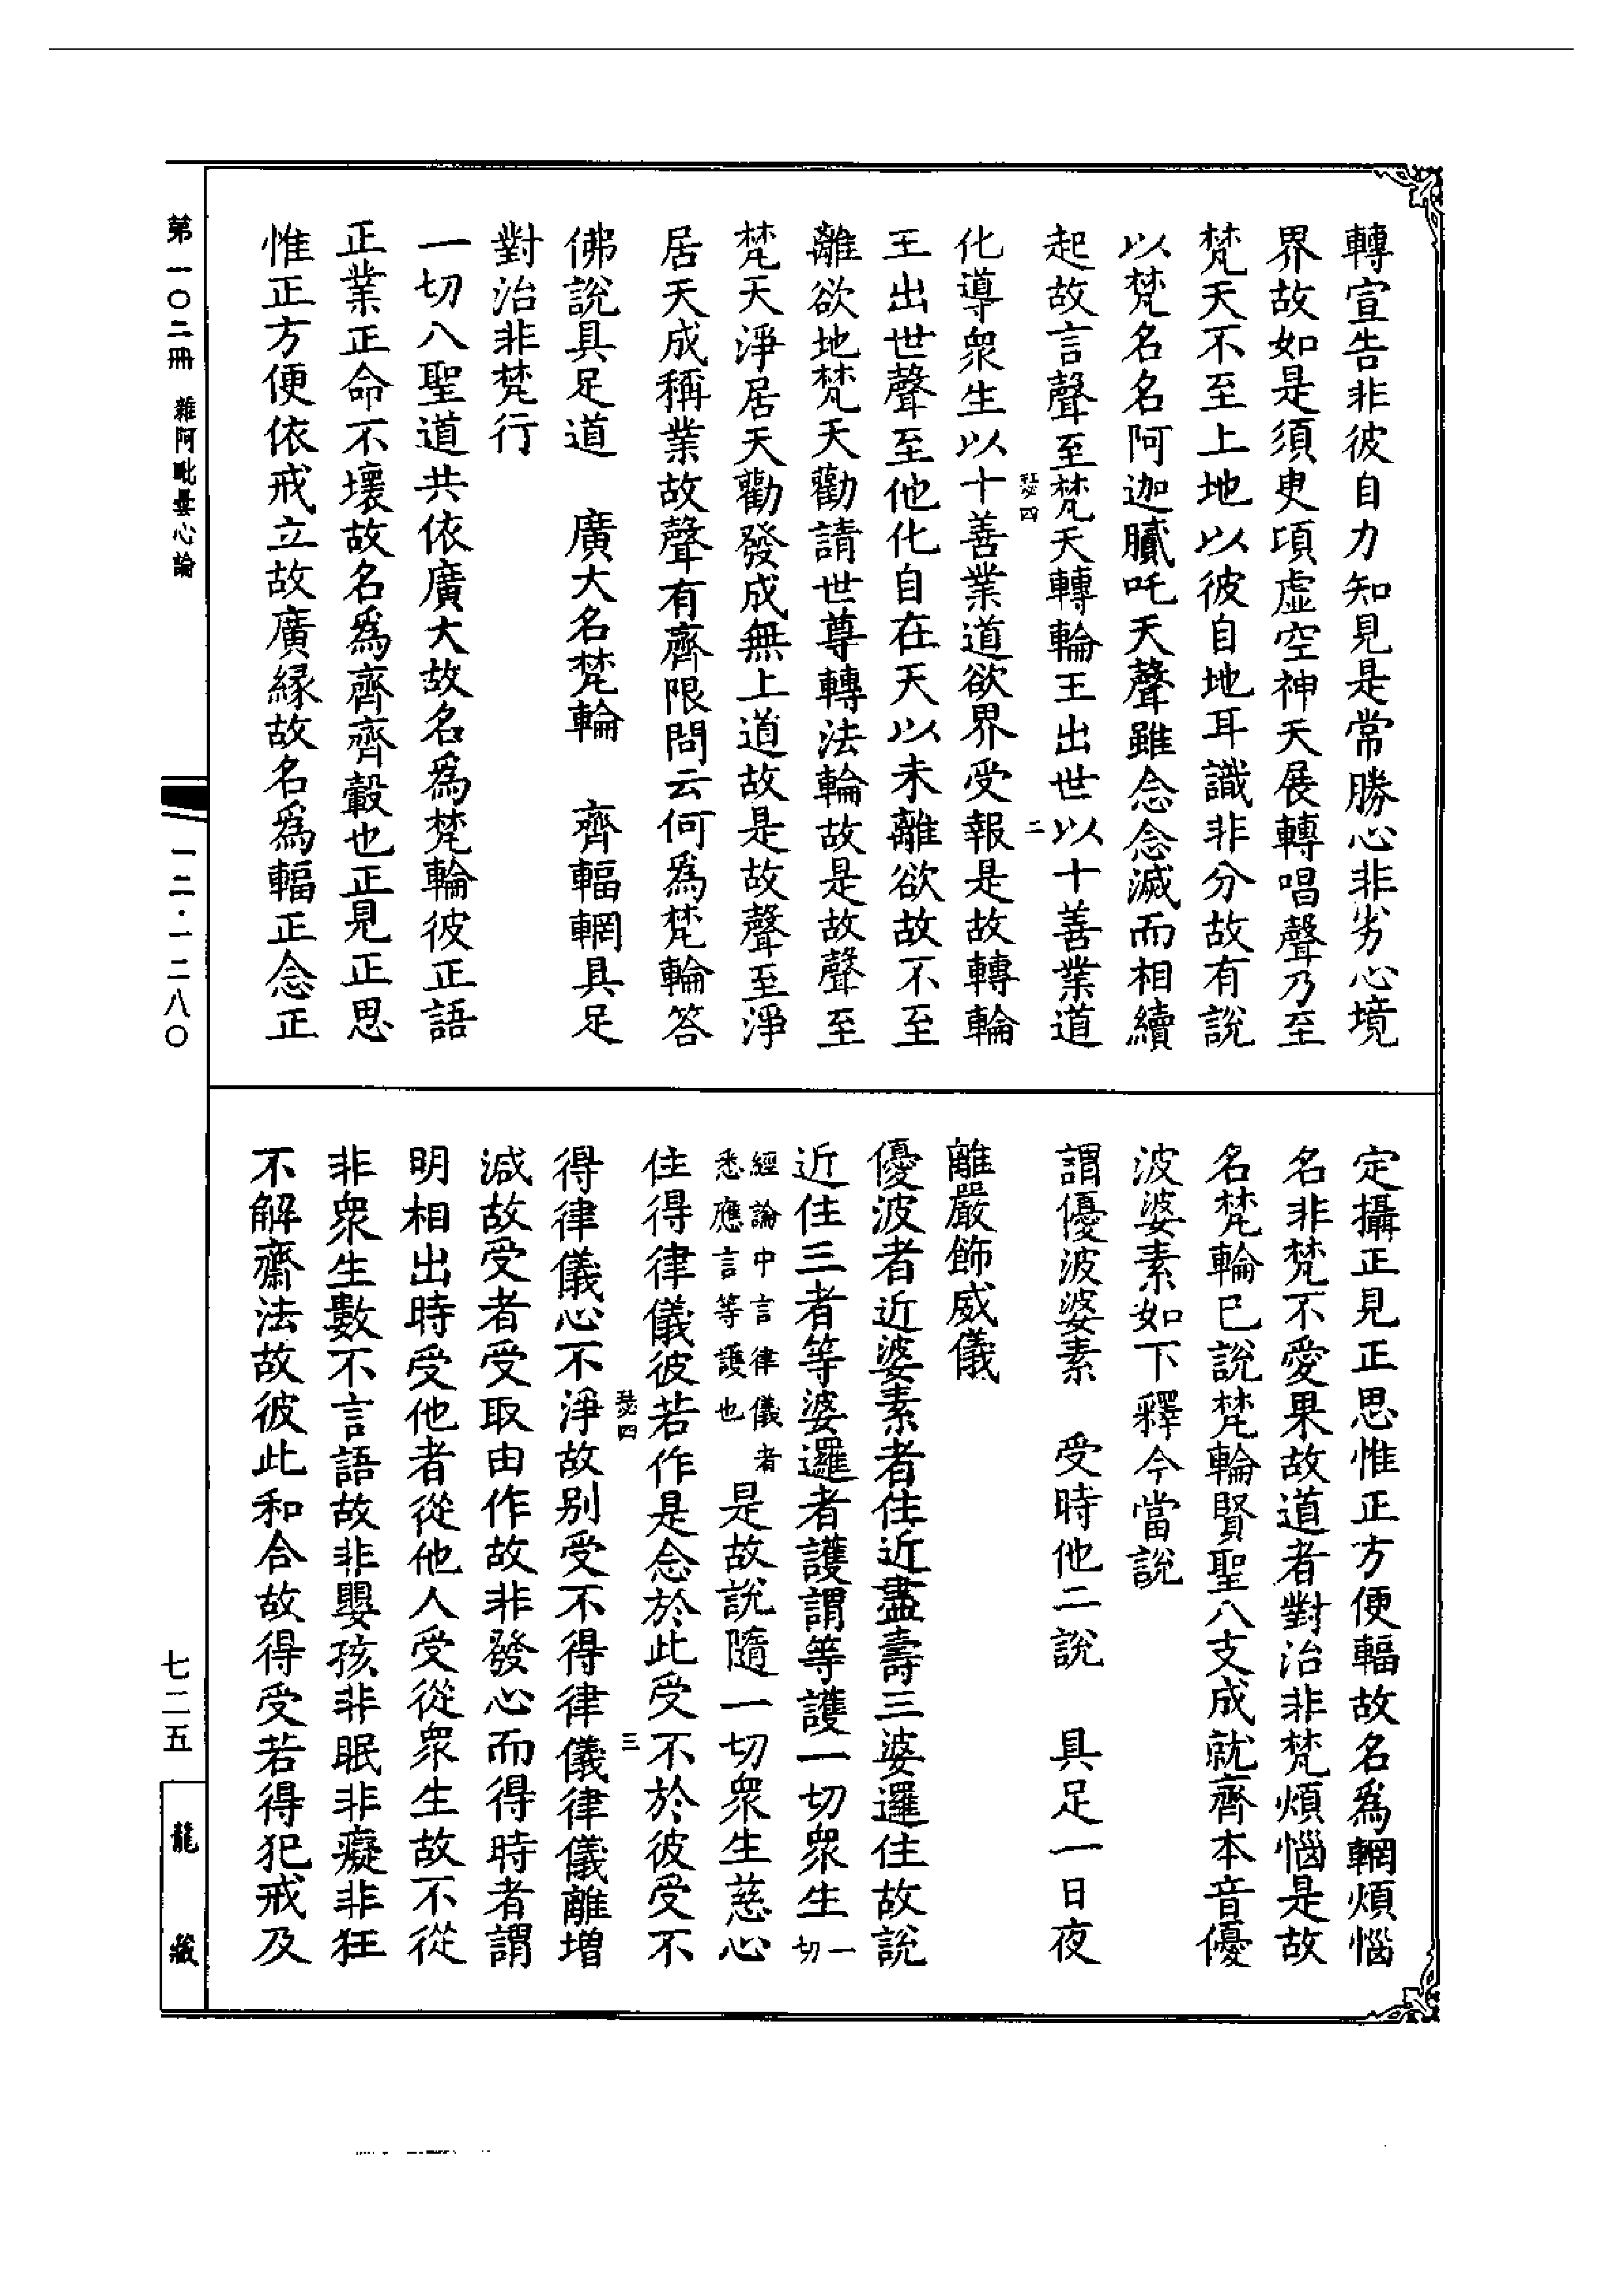 轉宣告非彼自力知見是常勝心非劣心境
界故如是須臾頃虛空神天展轉唱聲乃至
梵天不至上地以彼自地耳識非分故有說
以梵名名阿迦膩吒天聲雖念念滅而相續
起故言聲至梵天轉輪王出世以十善業道
瑟四 二
化導衆生以十善業道欲界受報是故轉輪
王出世聲至他化自在天以未離欲故不至
離欲地梵天勸請世尊轉法輪故是故聲至
梵天淨居天勸發成無上道故是故聲至淨
居天成稱業故聲有齊限問云何爲梵輪答
佛說具足道 廣大名梵輪 齊輻輞具足
對治非梵行
一切八聖道共依廣大故名爲梵輪彼正語
正業正命不壞故名爲齊齊轂也正見正思
惟正方便依戒立故廣緣故名爲輻正念正
定攝正見正思惟正方便輻故名爲輞煩惱
名非梵不愛果故道者對治非梵煩惱是故
名梵輪已說梵輪賢聖八支成就齊本音優
波婆素如下釋今當說
謂優波婆素 受時他二說 具足一日夜
離嚴飾威儀
優波者近婆素者住近盡壽三婆邏住故說
近住三者等婆邏者護謂等護一切衆生一切
經論中言律儀者
悉應言等護也
是故說隨一切衆生慈心
住得律儀彼若作是念於此受不於彼受不
瑟四 三
得律儀心不淨故别受不得律儀律儀離增
減故受者受取由作故非發心而得時者謂
明相出時受他者從他人受從衆生故不從
非衆生數不言語故非嬰孩非眠非癡非狂
不解齋法故彼此和合故得受若得犯戒及
第一〇二冊 雜阿毗曇心論
一二·一二八〇
七二五
龍藏